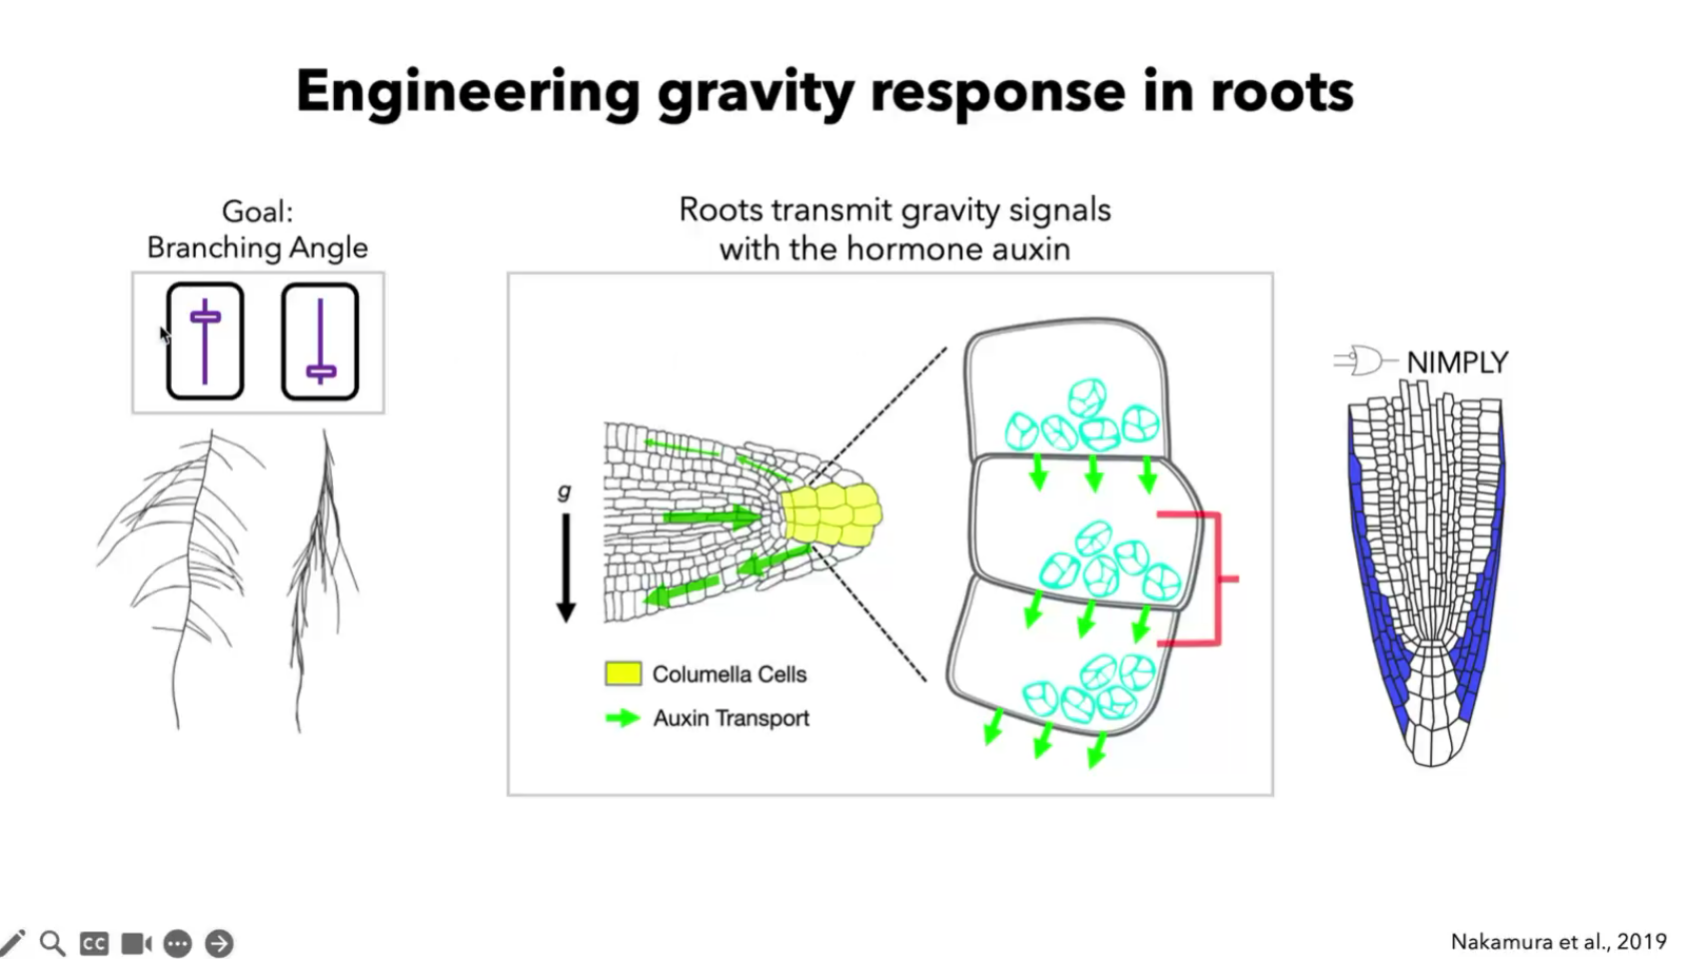 Engineering gravity response in roots
Goal:
Branching Angle
Roots transmit gravity signals
with the hormone auxin
g
Columella Cells
Auxin Transport
NIMPLY
CC
Nakamura et al., 2019